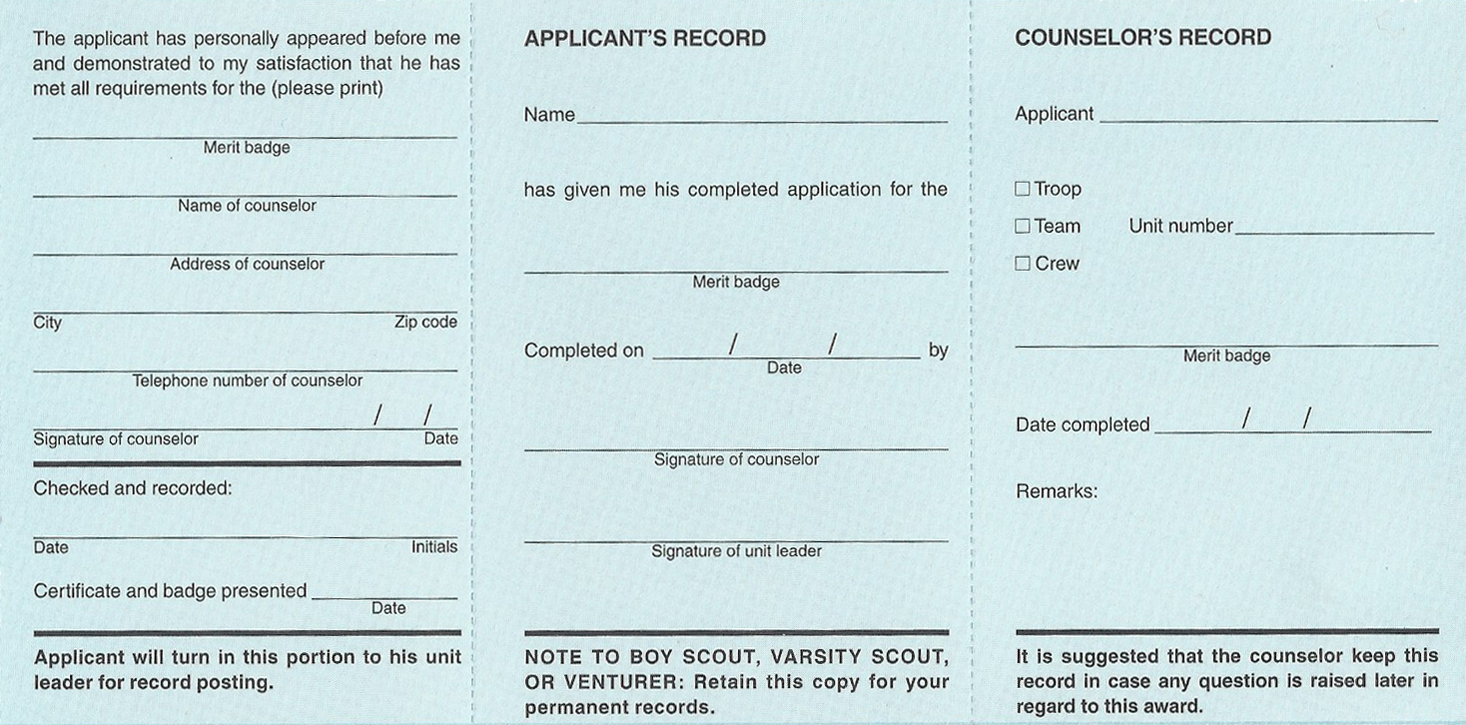 The applicant has personally appeared before me
and demonstrated to my satisfaction that he has
met all requirements for the (please print)
Merit badge
Name of counselor
Address of counselor
City Zip code
Telephone number of counselor
/ /
Signature of counselor Date
Checked and recorded:
Date Initials
Certificate and badge presented
Date
Applicant will turn in this portion to his unit
leader for record posting.
APPLICANT'S RECORD
Name
has given me his completed application for the
Merit badge
Completed on / / by
Date
Signature of counselor
Signature of unit leader
NOTE TO BOY SCOUT, VARSITY SCOUT,
OR VENTURER: Retain this copy for your
permanent records.
COUNSELOR'S RECORD
Applicant
Troop
Team Unit number
Crew
Merit badge
Date completed / /
Remarks:
It is suggested that the counselor keep this
record in case any question is raised later in
regard to this award.